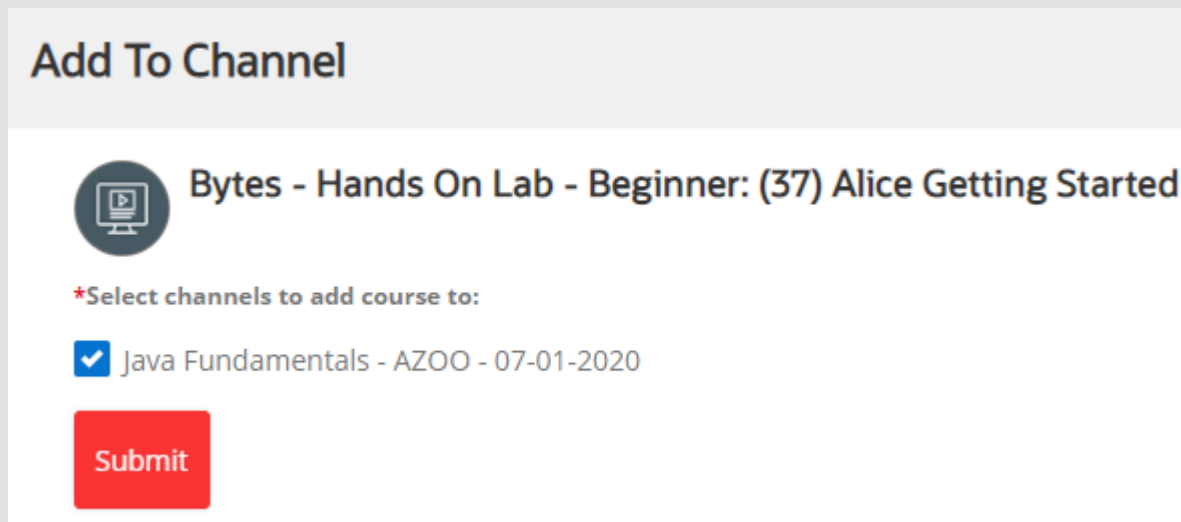 Add To Channel
Bytes - Hands On Lab - Beginner: (37) Alice Getting Started
*Select channels to add course to:
Java Fundamentals - AZOO - 07-01-2020
Submit